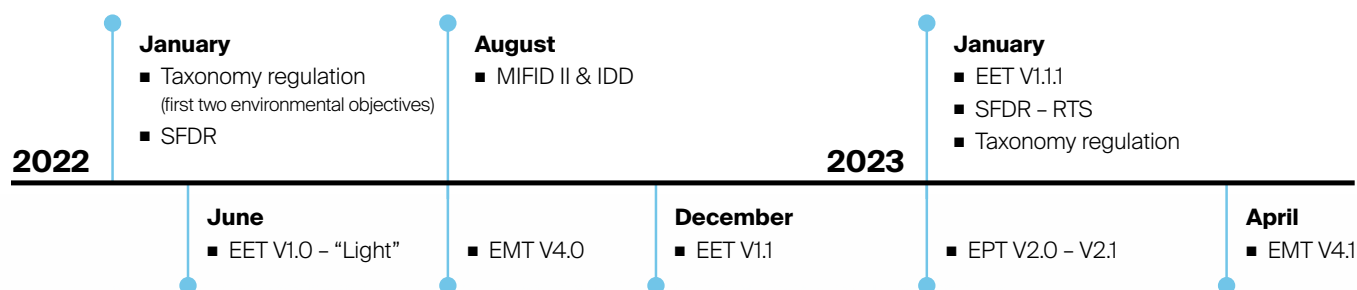 January
■ Taxonomy regulation
(first two environmental objectives)
■ SFDR
August
■ MIFID II & IDD
January
■ EET V1.1.1
■ SFDR – RTS
■ Taxonomy regulation
2022
2023
June
■ EET V1.0 – “Light”
■ EMT V4.0
December
■ EET V1.1
■ EPT V2.0 – V2.1
April
■ EMT V4.1